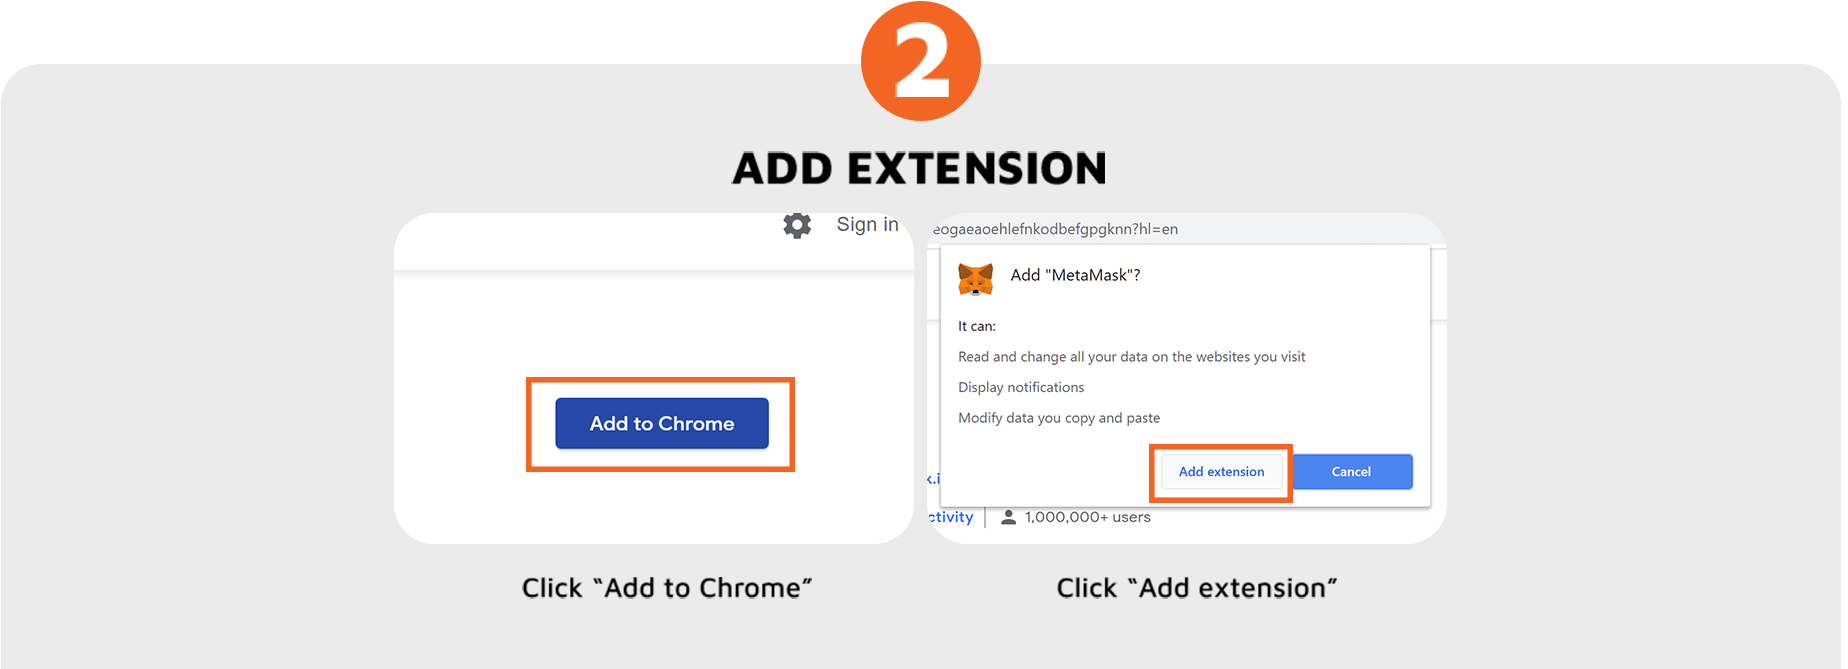 2
ADD EXTENSION
Sign in
Add to Chrome
Click “Add to Chrome”
eogaeaoehlefnkodbefgpgknn?hl=en
Add "MetaMask"?
It can:
Read and change all your data on the websites you visit
Display notifications
Modify data you copy and paste
Add extension
Cancel
k.i
ctivity
1,000,000+ users
Click “Add extension”